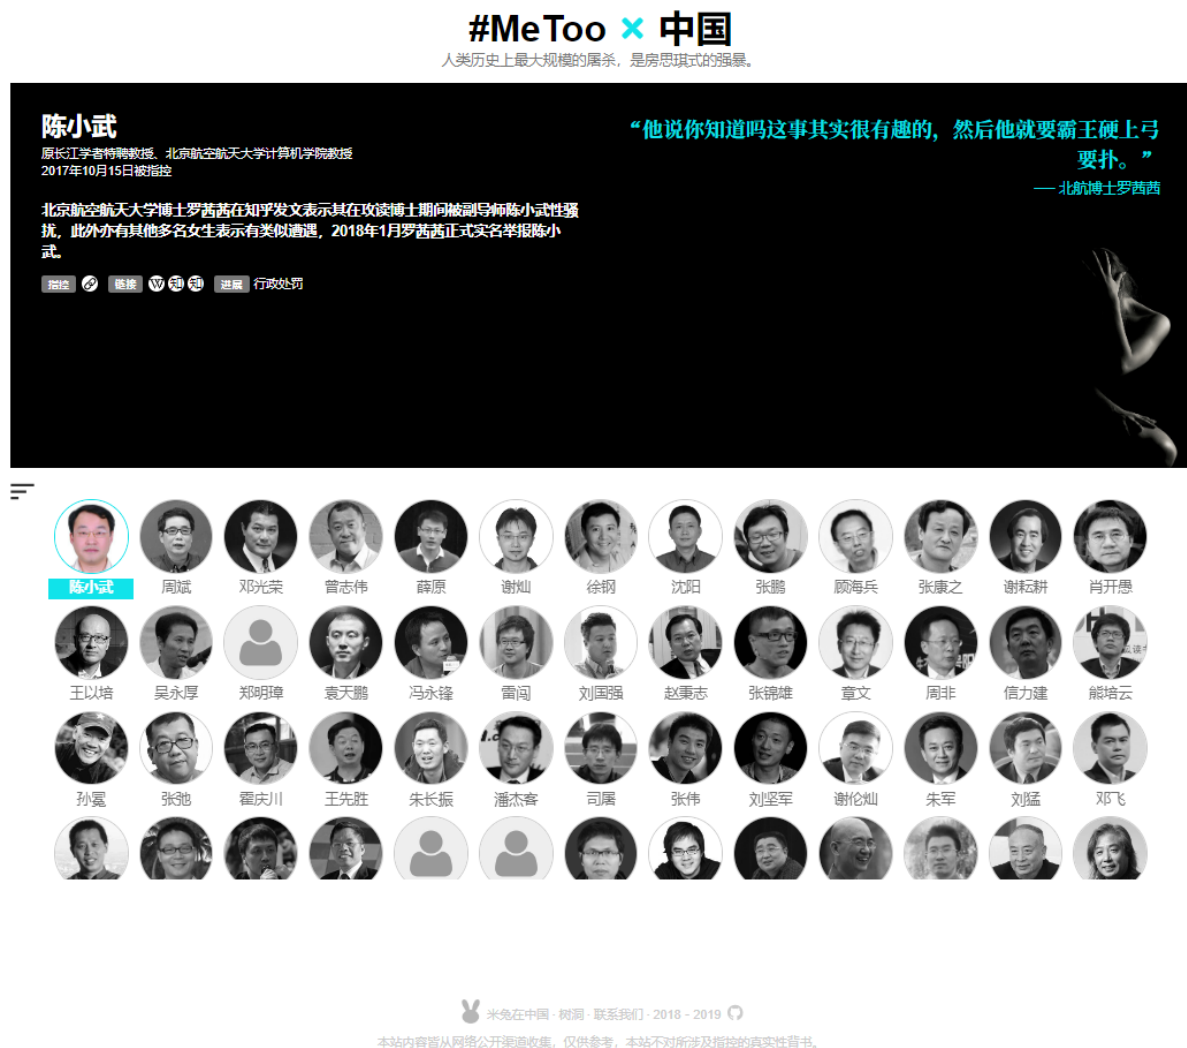 #MeToo × 中国
人类历史上最大规模的屠杀，是房思琪式的强暴。
陈小武
原长江学者特聘教授、北京航空航天大学计算机学院教授
2017年10月15日被指控
北京航空航天大学博士罗茜茜在知乎发文表示其在攻读博士期间被副导师陈小武性骚
扰，此外亦有其他多名女生表示有类似遭遇，2018年1月罗茜茜正式实名举报陈小
武。
指控 链接 W 知 知 进展 行政处罚
“他说你知道吗这事其实很有趣的，然后他就要霸王硬上弓
要扑。”
—— 北航博士罗茜茜
陈小武 周斌 邓光荣 曾志伟 薛原 谢灿 徐钢 沈阳 张鹏 顾海兵 张康之 谢耘耕 肖开愚
王以培 吴永厚 郑明璋 袁天鹏 冯永锋 雷闯 刘国强 赵秉志 张锦雄 章文 周非 信力建 熊培云
孙冕 张弛 霍庆川 王先胜 朱长振 潘杰客 司屠 张伟 刘坚军 谢伦灿 朱军 刘猛 邓飞
米兔在中国 · 树洞 · 联系我们 · 2018 - 2019
本站内容皆从网络公开渠道收集，仅供参考，本站不对所涉及指控的真实性背书。